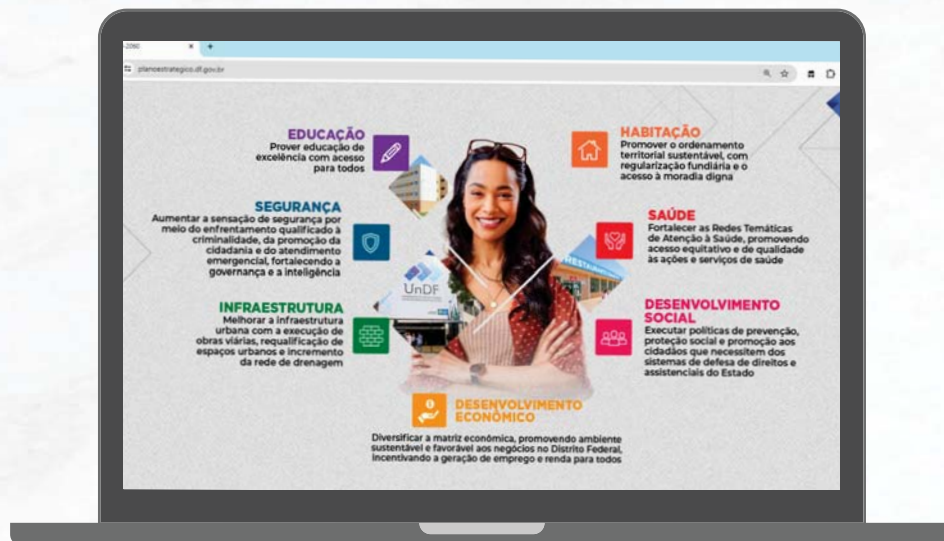 -2060
planoestrategico.df.gov.br
EDUCAÇÃO
Prover educação de
excelência com acesso
para todos
SEGURANÇA
Aumentar a sensação de segurança por
meio do enfrentamento qualificado à
criminalidade, da promoção da
cidadania e do atendimento
emergencial, fortalecendo a
governança e a inteligência
INFRAESTRUTURA
Melhorar a infraestrutura
urbana com a execução de
obras viárias, requalificação de
espaços urbanos e incremento
da rede de drenagem
UnDF
HABITAÇÃO
Promover o ordenamento
territorial sustentável, com
regularização fundiária e o
acesso à moradia digna
SAÚDE
Fortalecer as Redes Temáticas
de Atenção à Saúde, promovendo
acesso equitativo e de qualidade
às ações e serviços de saúde
DESENVOLVIMENTO
SOCIAL
Executar políticas de prevenção,
proteção social e promoção aos
cidadãos que necessitem dos
sistemas de defesa de direitos e
assistenciais do Estado
DESENVOLVIMENTO
ECONÔMICO
Diversificar a matriz econômica, promovendo ambiente
sustentável e favorável aos negócios no Distrito Federal,
incentivando a geração de emprego e renda para todos